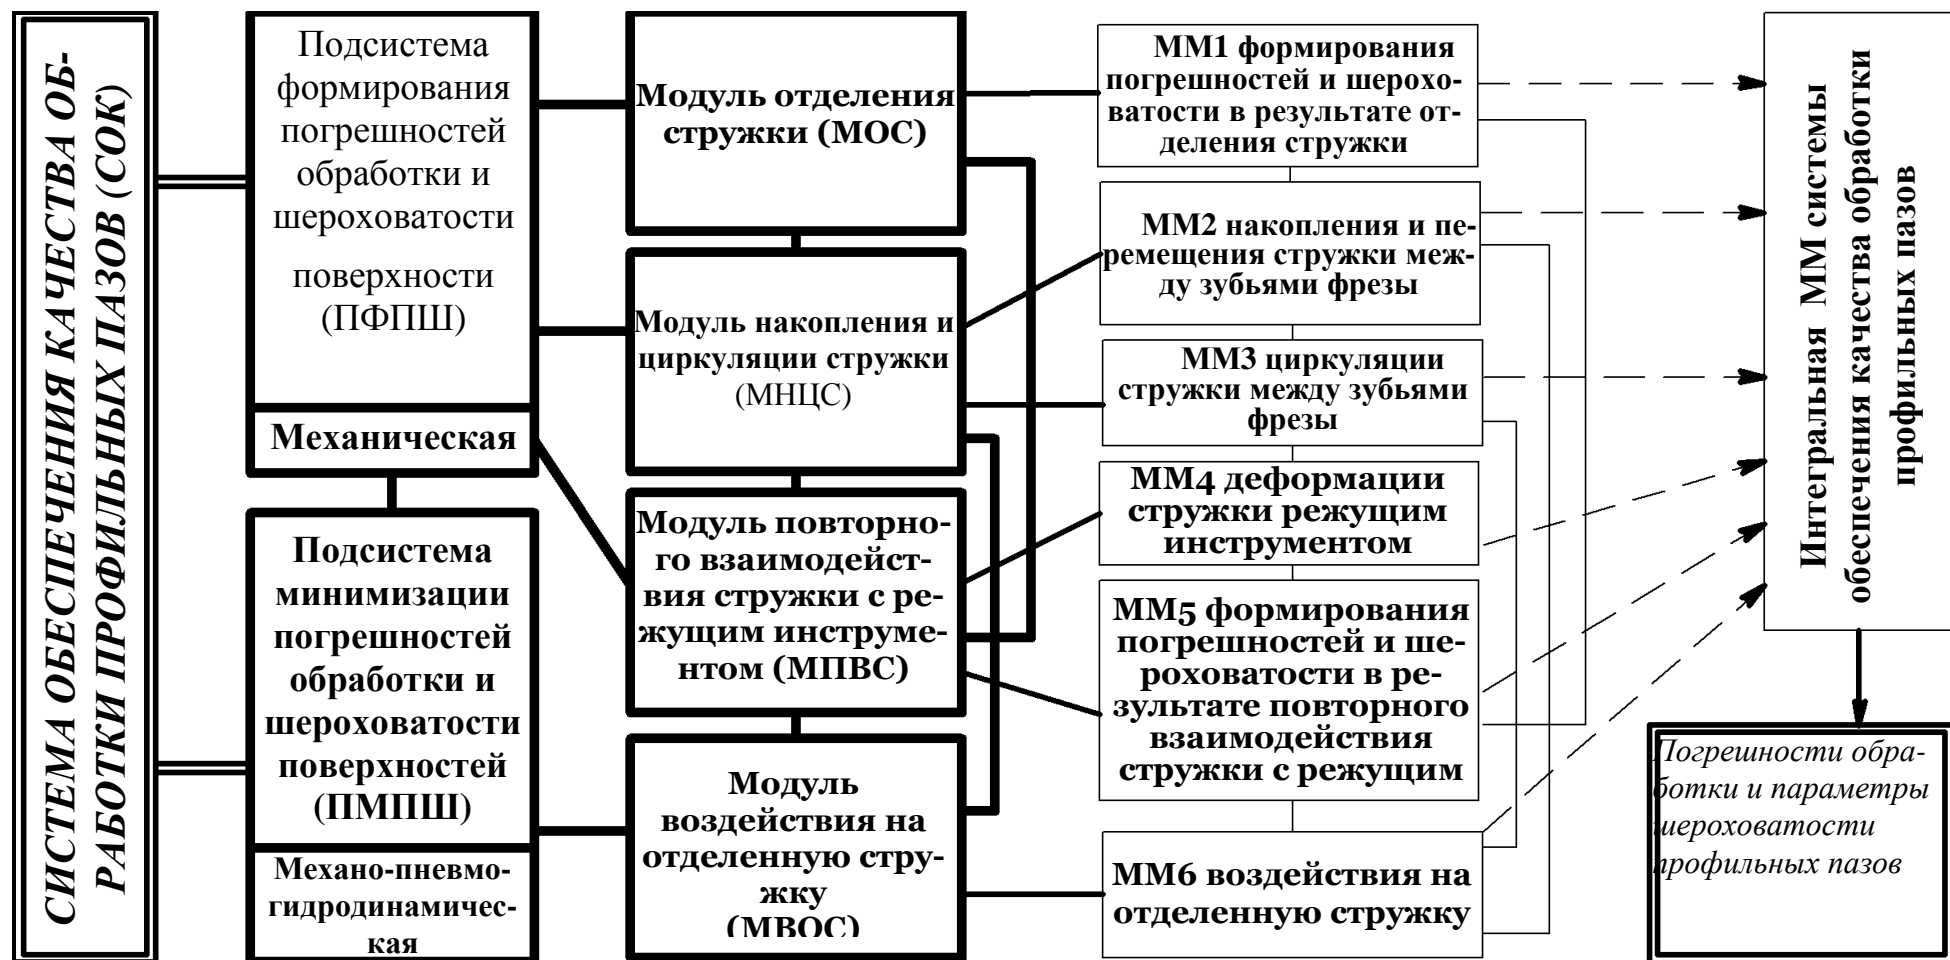 СИСТЕМА ОБЕСПЕЧЕНИЯ КАЧЕСТВА ОБ-
РАБОТКИ ПРОФИЛЬНЫХ ПАЗОВ (СОК)
Подсистема
формирования
погрешностей
обработки и
шероховатости
поверхности
(ПФПШ)
Механическая
Подсистема
минимизации
погрешностей
обработки и
шероховатости
поверхностей
(ПМПШ)
Механо-пневмо-
гидродинамичес-
кая
Модуль отделения
стружки (МОС)
Модуль накопления и
циркуляции стружки
(МНЦС)
Модуль повторно-
го взаимодейст-
вия стружки с ре-
жущим инструме-
нтом (МПВС)
Модуль
воздействия на
отделенную стру-
жку
(МВОС)
ММ1 формирования
погрешностей и шерохо-
ватости в результате от-
деления стружки
ММ2 накопления и пе-
ремещения стружки меж-
ду зубьями фрезы
ММ3 циркуляции
стружки между зубьями
фрезы
ММ4 деформации
стружки режущим
инструментом
ММ5 формирования
погрешностей и ше-
роховатости в ре-
зультате повторного
взаимодействия
стружки с режущим
ММ6 воздействия на
отделенную стружку
Интегральная ММ системы
обеспечения качества обработки
профильных пазов
Погрешности обра-
ботки и параметры
шероховатости
профильных пазов